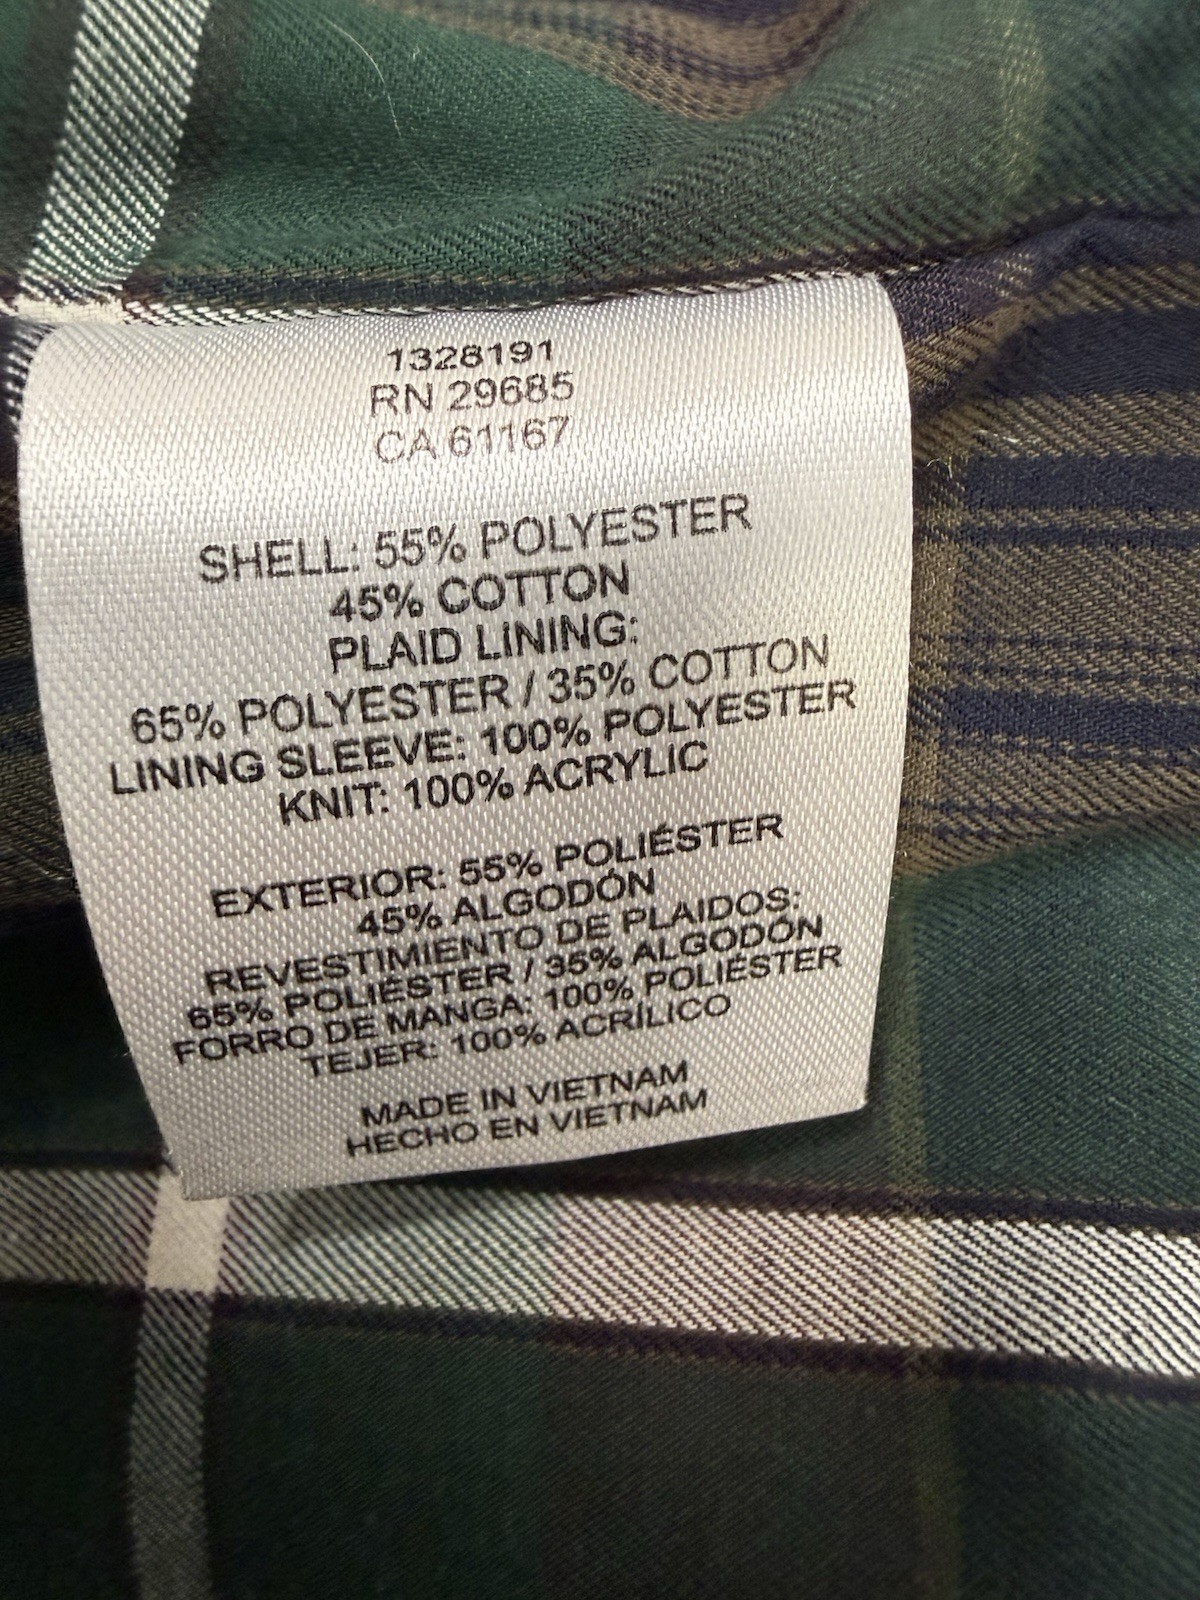 1328191
RN 29685
CA 61167
SHELL: 55% POLYESTER
45% COTTON
PLAID LINING:
65% POLYESTER / 35% COTTON
LINING SLEEVE: 100% POLYESTER
KNIT: 100% ACRYLIC
EXTERIOR: 55% POLIÉSTER
45% ALGODÓN
REVESTIMIENTO DE PLAIDOS:
65% POLIÉSTER / 35% ALGODÓN
FORRO DE MANGA: 100% POLIÉSTER
TEJER: 100% ACRÍLICO
MADE IN VIETNAM
HECHO EN VIETNAM